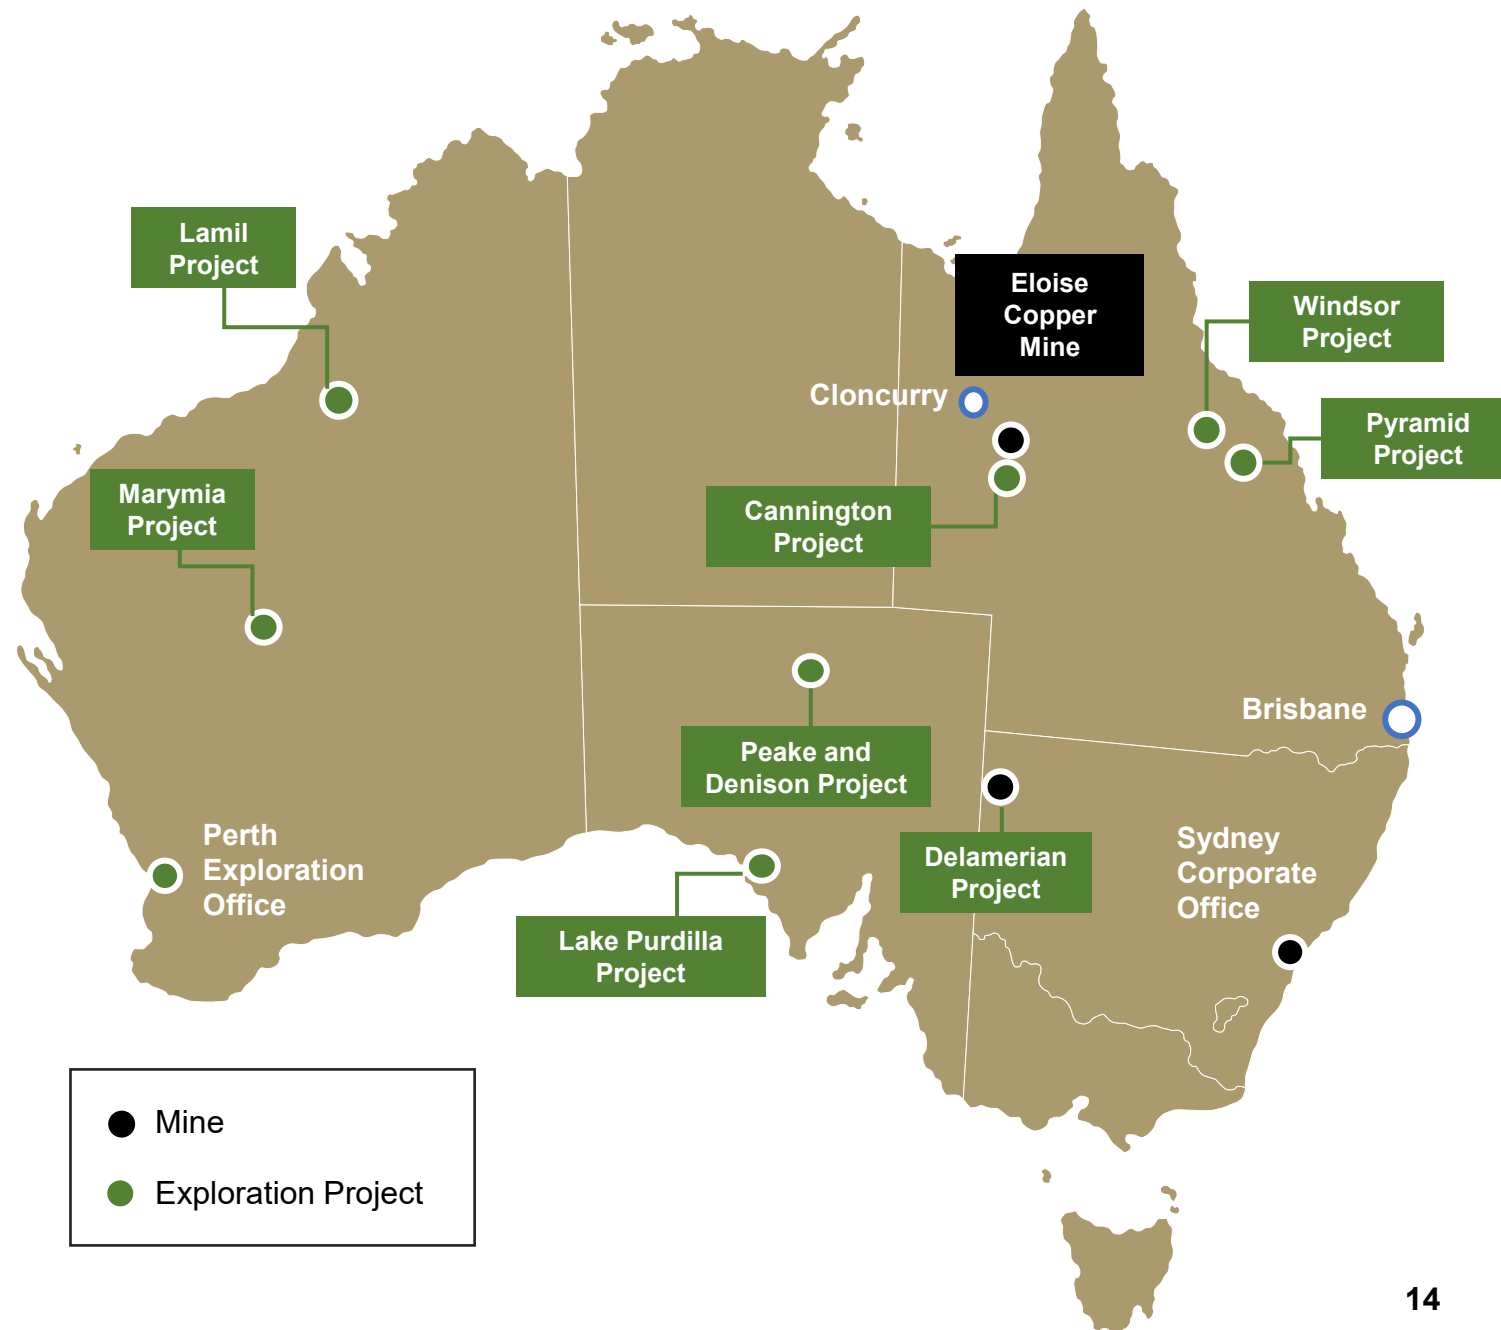 Lamil
Project
Eloise
Copper
Mine
Windsor
Project
Cloncurry
Pyramid
Project
Marymia
Project
Cannington
Project
Brisbane
Peake and
Denison Project
Perth
Exploration
Office
Delamerian
Project
Sydney
Corporate
Office
Lake Purdilla
Project
Mine
Exploration Project
14